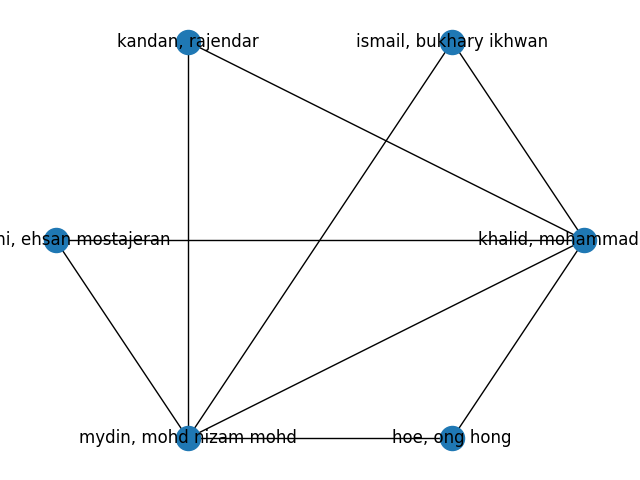 kandan, rajendar
ismail, bukhary ikhwan
ehsan mostajeran
khalid, mohammad
mydin, mohd nizam mohd
hoe, ong hong